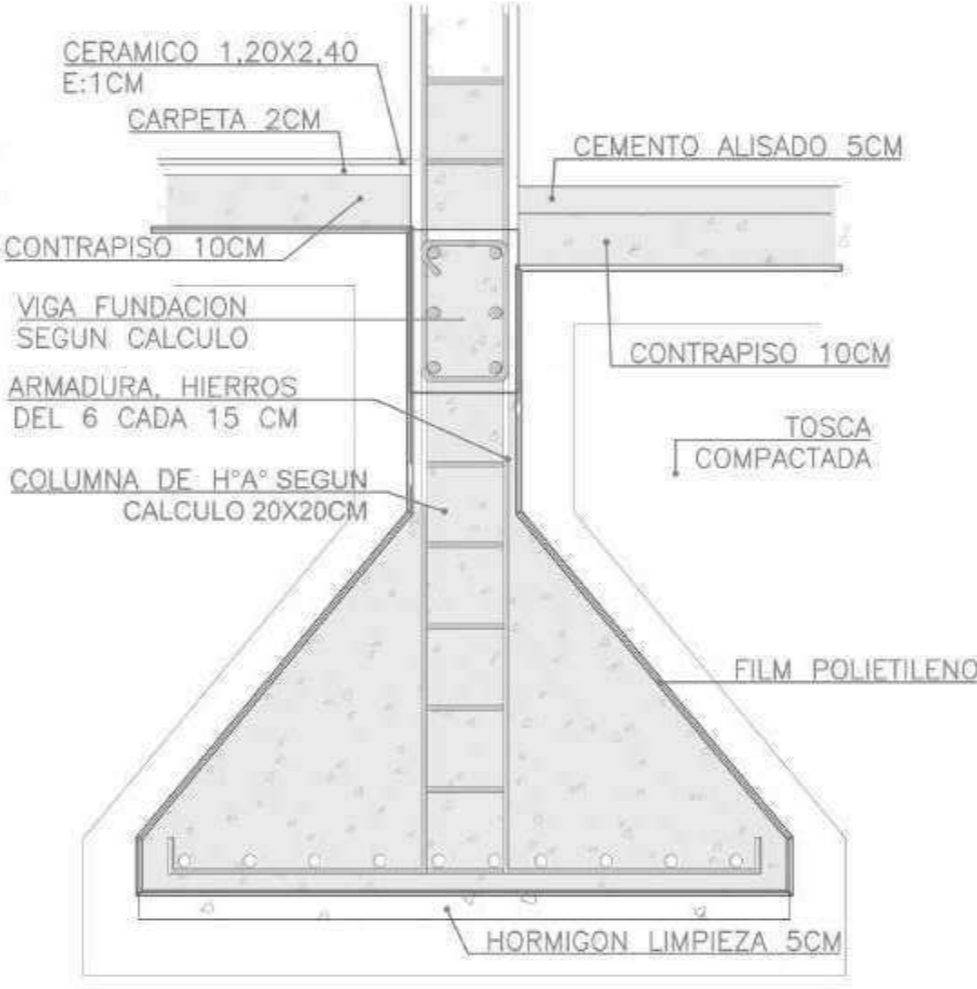 CERAMICO 1,20X2,40
E:1CM
CARPETA 2CM
CEMENTO ALISADO 5CM
CONTRAPISO 10CM
VIGA FUNDACION
SEGUN CALCULO
CONTRAPISO 10CM
ARMADURA, HIERROS
DEL 6 CADA 15 CM
TOSCA
COMPACTADA
COLUMNA DE H°A° SEGUN
CALCULO 20X20CM
FILM POLIETILENO
HORMIGON LIMPIEZA 5CM